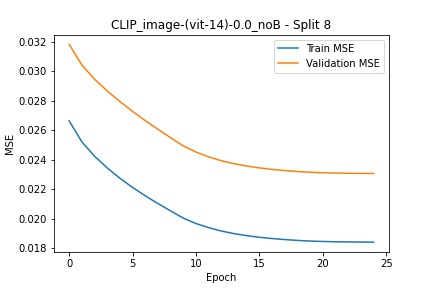 CLIP_image-(vit-14)-0.0_noB - Split 8
Train MSE
Validation MSE
MSE
0.032
0.030
0.028
0.026
0.024
0.022
0.020
0.018
0 5 10 15 20 25
Epoch